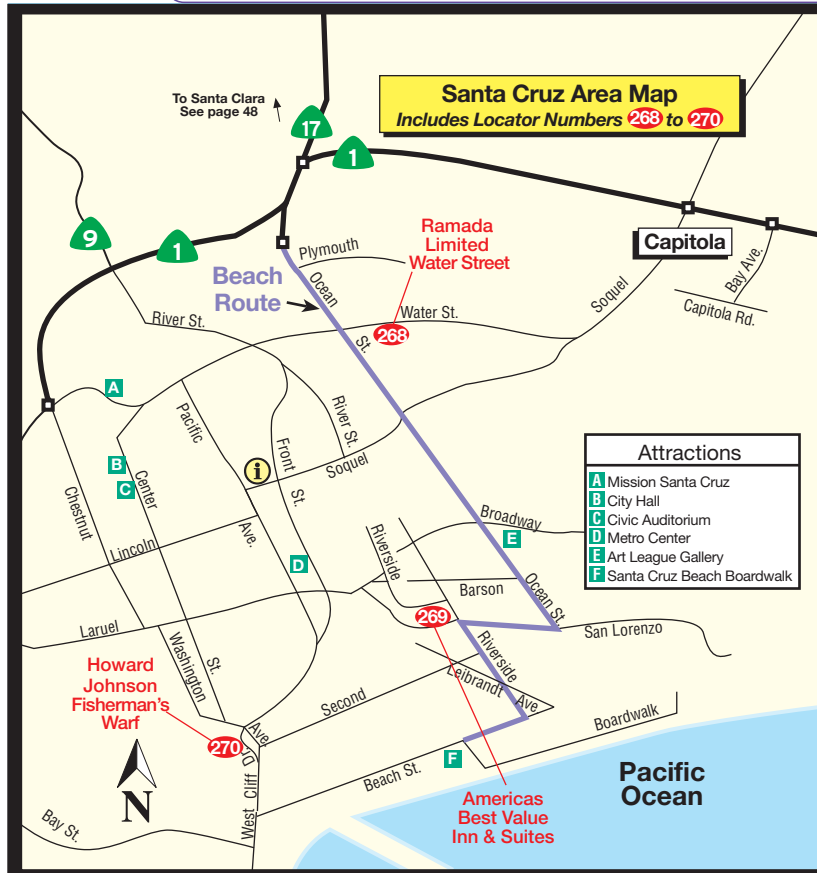 To Santa Clara
See page 48
17
1
Santa Cruz Area Map
Includes Locator Numbers 268 to 270
9
1
Capitola
Ramada
Limited
Water Street
Plymouth
Beach
Route
Ocean
St.
Bay Ave.
Capitola Rd.
Soquel
River St.
Water St.
268
A
Pacific
Ave.
River St.
Front
St.
Soquel
i
B
C
Center
St.
Chestnut
Lincoln
D
Attractions
A Mission Santa Cruz
B City Hall
C Civic Auditorium
D Metro Center
E Art League Gallery
F Santa Cruz Beach Boardwalk
Broadway
E
Riverside
Barson
Ocean St.
269
San Lorenzo
Laruel
Washington
Riverside
Ave.
Leibrandt
Howard
Johnson
Fisherman's
Warf
Second
Boardwalk
270
Ave.
Dr.
West Cliff
Beach St.
F
Pacific
Ocean
N
Americas
Best Value
Inn & Suites
Bay St.